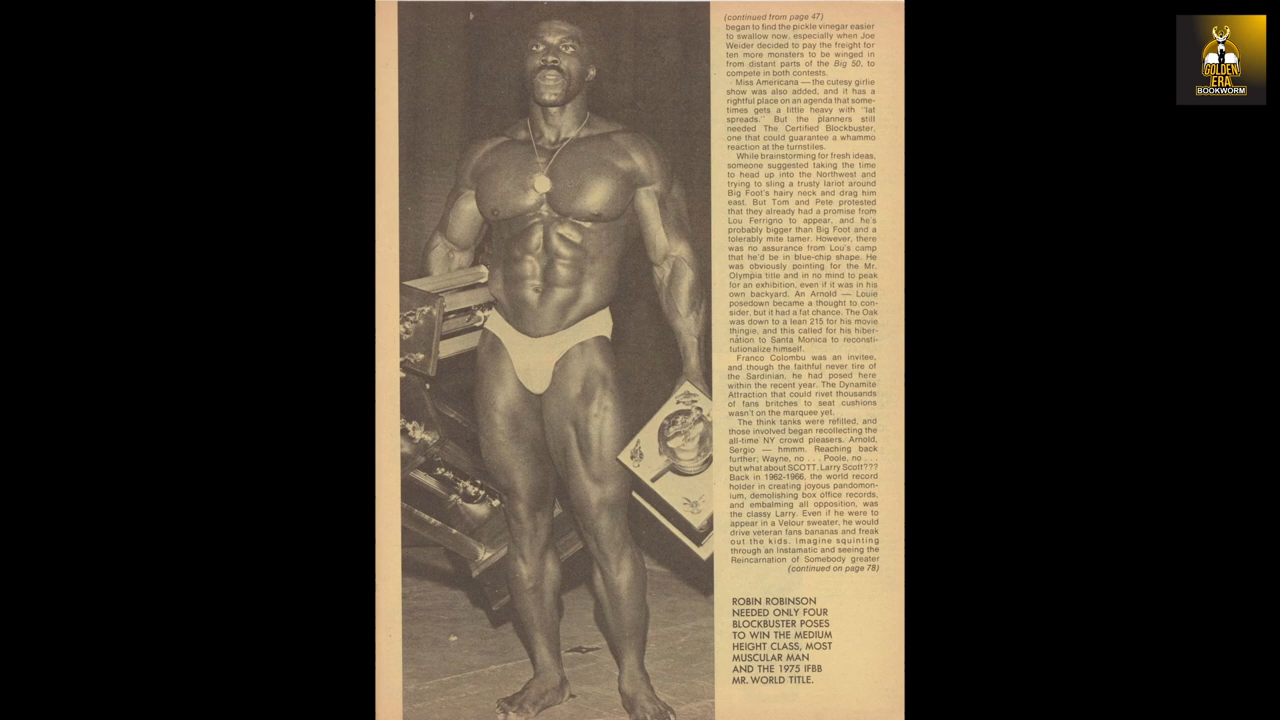 (continued from page 47)
began to find the pickle vinegar easier
to swallow now, especially when Joe
Weider decided to pay the freight for
ten more monsters to be winged in
from distant parts of the Big 50, to
compete in both contests.
Miss Americana — the cutesy girlie
show was also added, and it has a
rightful place on an agenda that some-
times gets a little heavy with "lat
spreads." But the planners still
needed The Certified Blockbuster,
one that could guarantee a whammo
reaction at the turnstiles.
While brainstorming for fresh ideas,
someone suggested taking the time
to head up into the Northwest and
trying to sling a trusty lariot around
Big Foot's hairy neck and drag him
east. But Tom and Pete protested
that they already had a promise from
Lou Ferrigno to appear, and he's
probably bigger than Big Foot and a
tolerably mite tamer. However, there
was no assurance from Lou's camp
that he'd be in blue-chip shape. He
was obviously pointing for the Mr.
Olympia title and in no mind to peak
for an exhibition, even if it was in his
own backyard. An Arnold — Louie
posedown became a thought to con-
sider, but it had a fat chance. The Oak
was down to a lean 215 for his movie
thingie, and this called for his hiber-
nation to Santa Monica to reconsti-
tutionalize himself.
Franco Colombu was an invitee,
and though the faithful never tire of
the Sardinian, he had posed here
within the recent year. The Dynamite
Attraction that could rivet thousands
of fans britches to seat cushions
wasn't on the marquee yet.
The think tanks were refilled, and
those involved began recollecting the
all-time NY crowd pleasers. Arnold,
Sergio — hmmm. Reaching back
further; Wayne, no . . . Poole, no . . .
but what about SCOTT, Larry Scott???
Back in 1962-1966, the world record
holder in creating joyous pandomon-
ium, demolishing box office records,
and embalming all opposition, was
the classy Larry. Even if he were to
appear in a Velour sweater, he would
drive veteran fans bananas and freak
out the kids. Imagine squinting
through an Instamatic and seeing the
Reincarnation of Somebody greater
(continued on page 78)
ROBIN ROBINSON
NEEDED ONLY FOUR
BLOCKBUSTER POSES
TO WIN THE MEDIUM
HEIGHT CLASS, MOST
MUSCULAR MAN
AND THE 1975 IFBB
MR. WORLD TITLE.
GOLDEN
ERA
BOOKWORM